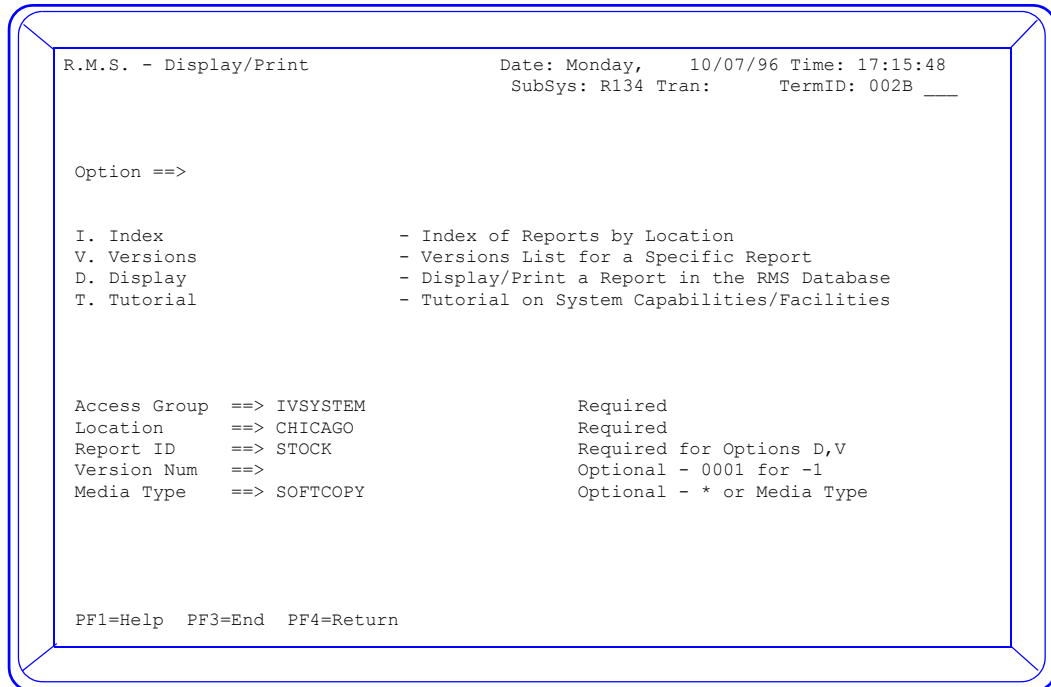 R.M.S. - Display/Print Date: Monday, 10/07/96 Time: 17:15:48
SubSys: R134 Tran: TermID: 002B ___
Option ==>
I. Index - Index of Reports by Location
V. Versions - Versions List for a Specific Report
D. Display - Display/Print a Report in the RMS Database
T. Tutorial - Tutorial on System Capabilities/Facilities
Access Group ==> IVSYSTEM Required
Location ==> CHICAGO Required
Report ID ==> STOCK Required for Options D,V
Version Num ==> Optional - 0001 for -1
Media Type ==> SOFTCOPY Optional - * or Media Type
PF1=Help PF3=End PF4=Return